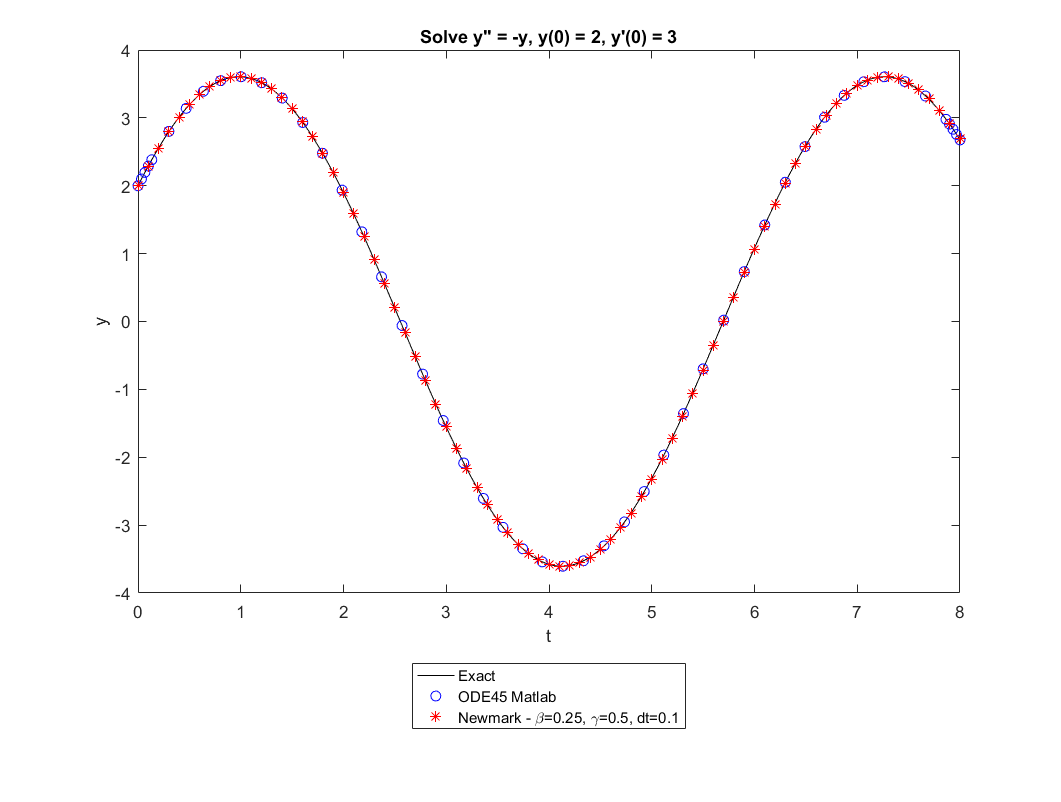 Solve y" = -y, y(0) = 2, y'(0) = 3
4
3
2
1
0
-1
-2
-3
-4
y
0 1 2 3 4 5 6 7 8
t
Exact
ODE45 Matlab
Newmark - β=0.25, γ=0.5, dt=0.1